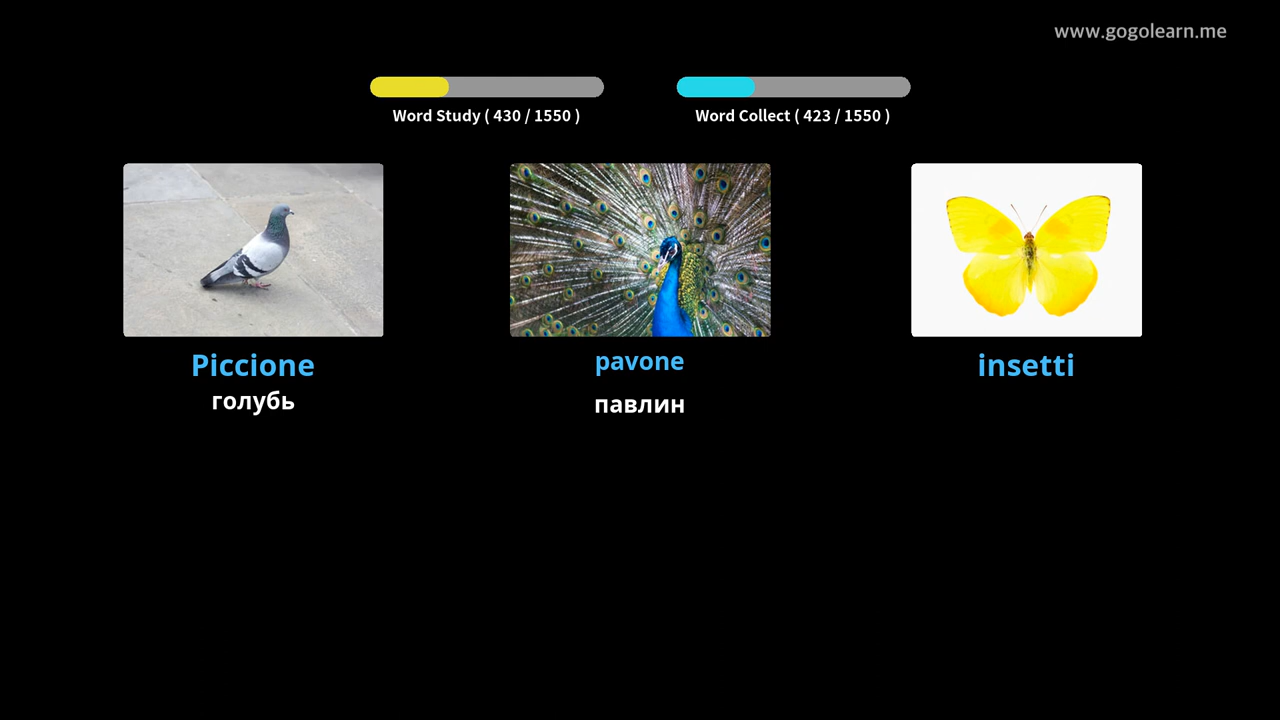 www.gogolearn.me
Word Study ( 430 / 1550 )
Word Collect ( 423 / 1550 )
Piccione
голубь
pavone
павлин
insetti